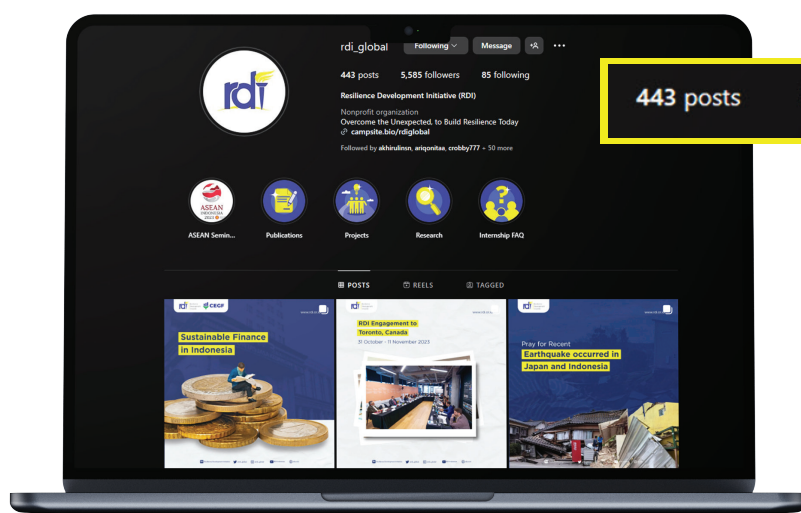 rdi_global Following Message
443 posts 5,585 followers 85 following
Resilience Development Initiative (RDI)
Nonprofit organization
Overcome the Unexpected, to Build Resilience Today
campsite.bio/rdiglobal
Followed by akhirulinsn, ariqonitaa, crobby777 + 50 more
rdi
443 posts
ASEAN
INDONESIA
2023
ASEAN Semin... Publications Projects Research Internship FAQ
POSTS REELS TAGGED
rdi CEGF
Sustainable Finance
in Indonesia
rdi
RDI Engagement to
Toronto, Canada
31 October - 11 November 2023
rdi
Pray for Recent
Earthquake occurred in
Japan and Indonesia